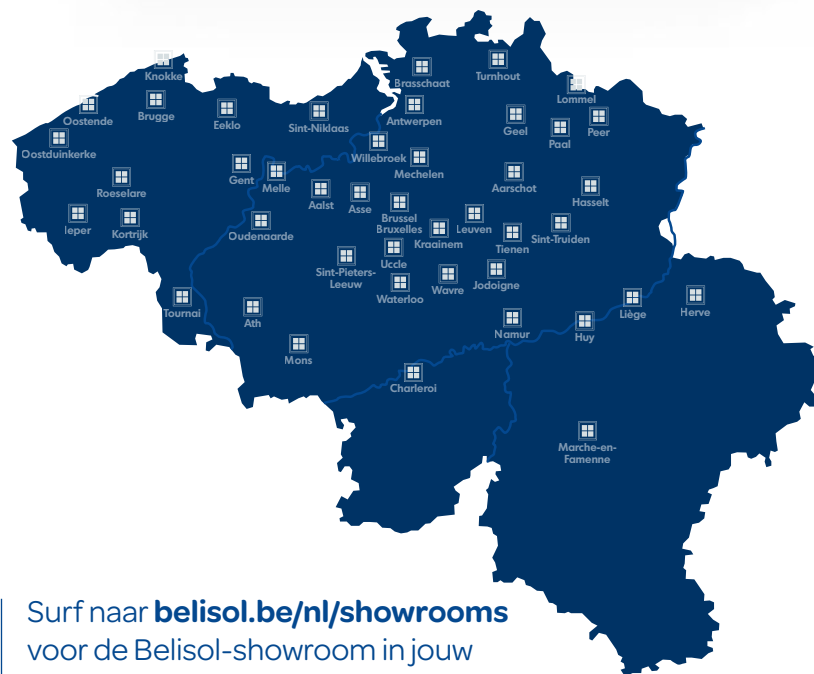 Knokke
Brasschaat
Turnhout
Lommel
Oostende
Brugge
Eeklo
Sint-Niklaas
Antwerpen
Geel
Paal
Peer
Oostduinkerke
Willebroek
Mechelen
Gent
Melle
Roeselare
Aalst
Asse
Aarschot
Hasselt
Ieper
Kortrijk
Oudenaarde
Brussel
Bruxelles
Kraainem
Leuven
Tienen
Sint-Truiden
Sint-Pieters-
Leeuw
Uccle
Waterloo
Wavre
Jodoigne
Tournai
Ath
Mons
Namur
Huy
Liège
Herve
Charleroi
Marche-en-
Famenne
Surf naar belisol.be/nl/showrooms
voor de Belisol-showroom in jouw